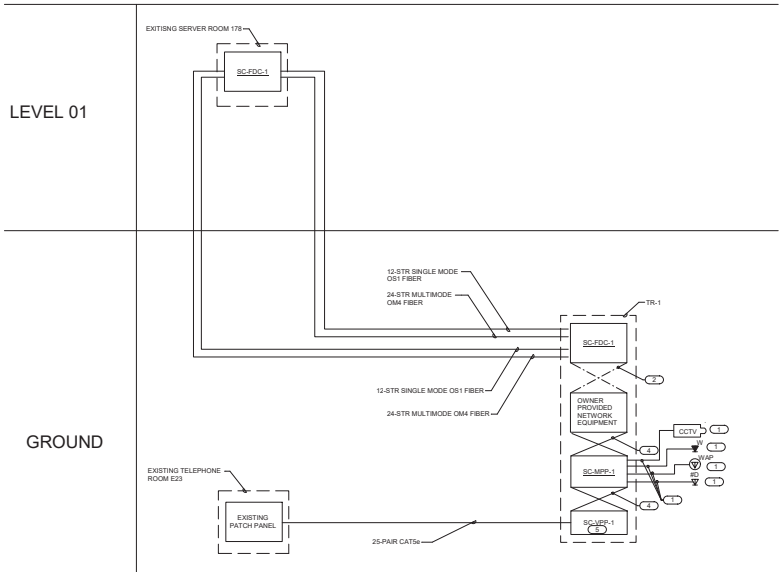 EXITISNG SERVER ROOM 178
SC-FDC-1
LEVEL 01
12-STR SINGLE MODE
OS1 FIBER
24-STR MULTIMODE
OM4 FIBER
TR-1
SC-FDC-1
12-STR SINGLE MODE OS1 FIBER
2
24-STR MULTIMODE OM4 FIBER
OWNER
PROVIDED
NETWORK
EQUIPMENT
GROUND
CCTV
1
W
1
4
WAP
1
SC-MPP-1
#D
1
1
4
EXISTING TELEPHONE
ROOM E23
EXISTING
PATCH PANEL
SC-VPP-1
5
25-PAIR CAT5e